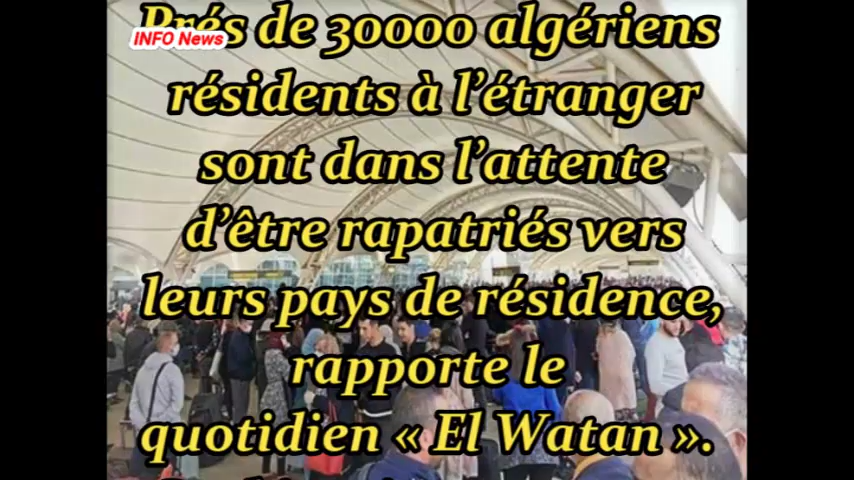 Prés de 30000 algériens
INFO News
résidents à l'étranger
sont dans l'attente
d'être rapatriés vers
leurs pays de résidence,
rapporte le
quotidien « El Watan ».